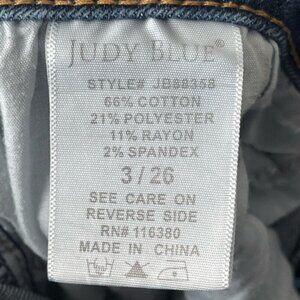 JUDY BLUE®
STYLE# JB88358
66% COTTON
21% POLYESTER
11% RAYON
2% SPANDEX
3 / 26
SEE CARE ON
REVERSE SIDE
RN# 116380
MADE IN CHINA